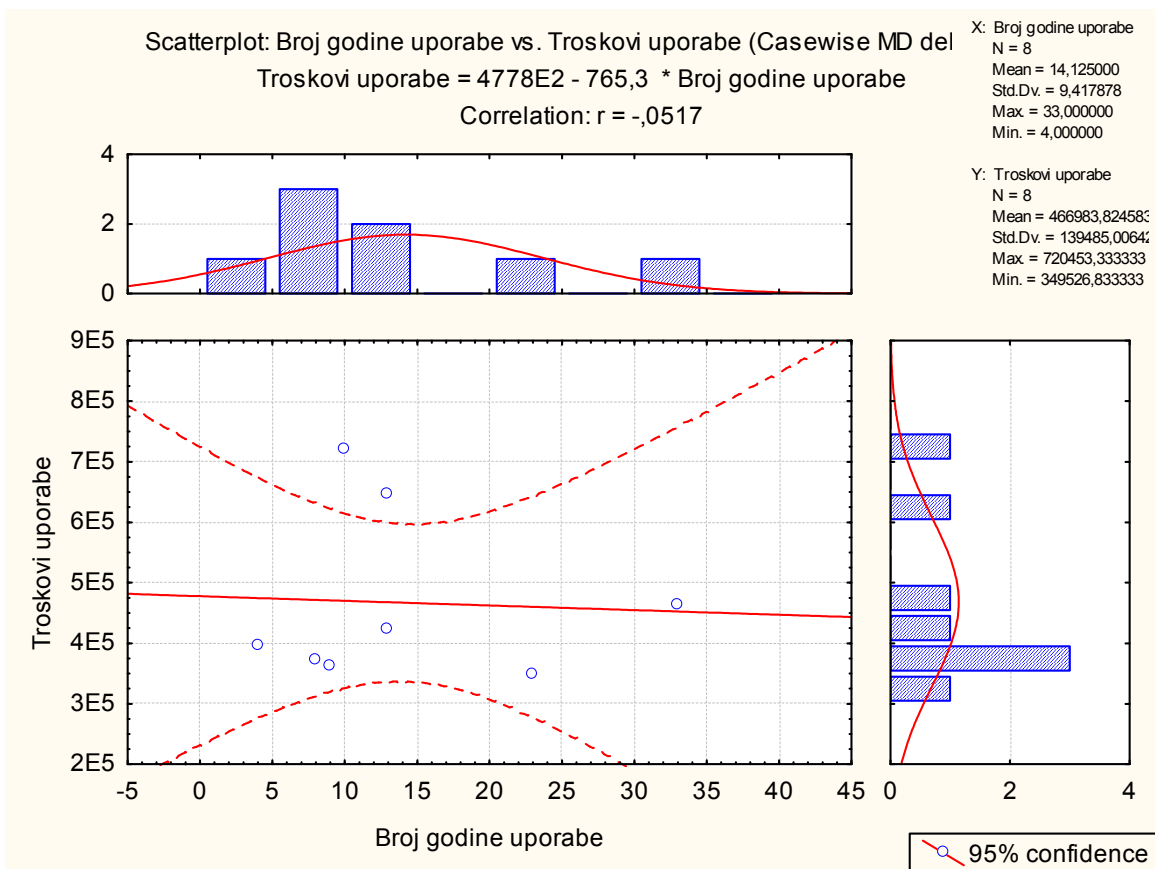 Scatterplot: Broj godine uporabe vs. Troskovi uporabe (Casewise MD del
Troskovi uporabe = 4778E2 - 765,3 * Broj godine uporabe
Correlation: r = -,0517
X: Broj godine uporabe
N = 8
Mean = 14,125000
Std.Dv. = 9,417878
Max. = 33,000000
Min. = 4,000000
Y: Troskovi uporabe
N = 8
Mean = 466983,824583
Std.Dv. = 139485,00642
Max. = 720453,333333
Min. = 349526,833333
4
2
0
9E5
8E5
7E5
6E5
5E5
4E5
3E5
2E5
Troskovi uporabe
-5 0 5 10 15 20 25 30 35 40 45
Broj godine uporabe
0 2 4
95% confidence